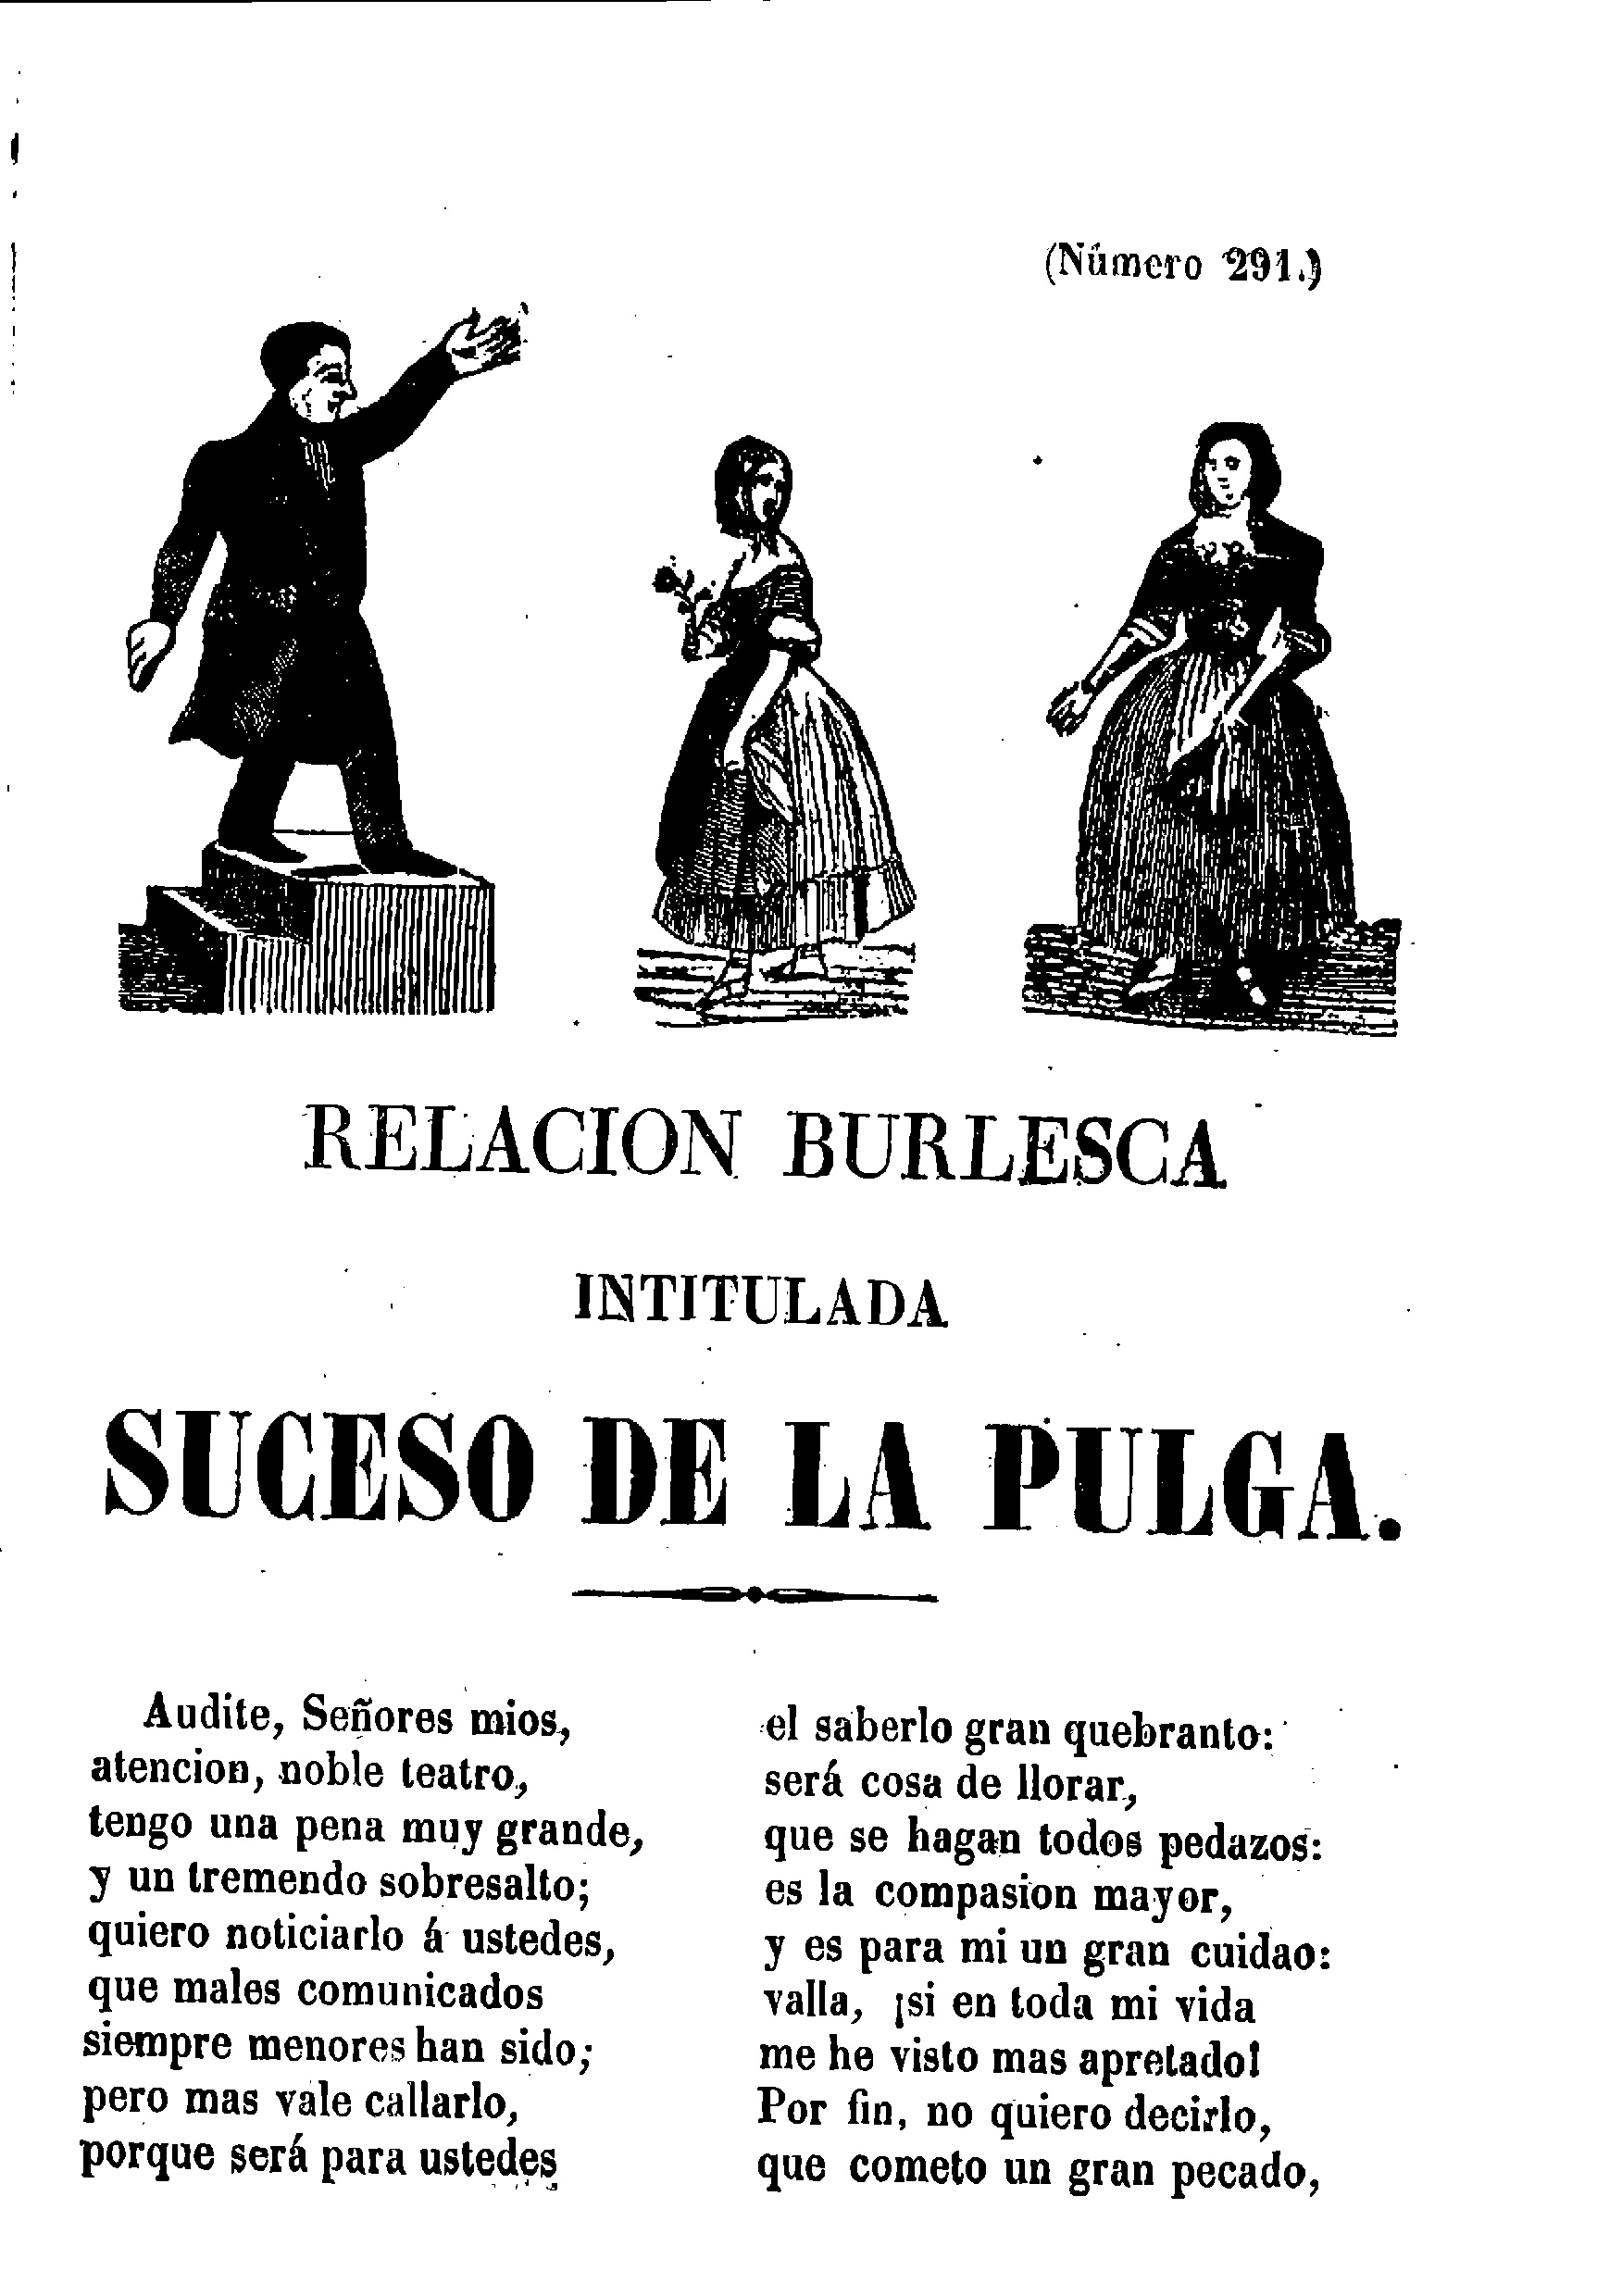 (Número 291.)
RELACION BURLESCA
INTITULADA
SUCESO DE LA PULGA.
Audite, Señores mios,
atencion, noble teatro,
tengo una pena muy grande,
y un tremendo sobresalto;
quiero noticiarlo á ustedes,
que males comunicados
siempre menores han sido;
pero mas vale callarlo,
porque será para ustedes
el saberlo gran quebranto:
será cosa de llorar,
que se hagan todos pedazos:
es la compasion mayor,
y es para mi un gran cuidao:
valla, ¡si en toda mi vida
me he visto mas apretado!
Por fin, no quiero decirlo,
que cometo un gran pecado,